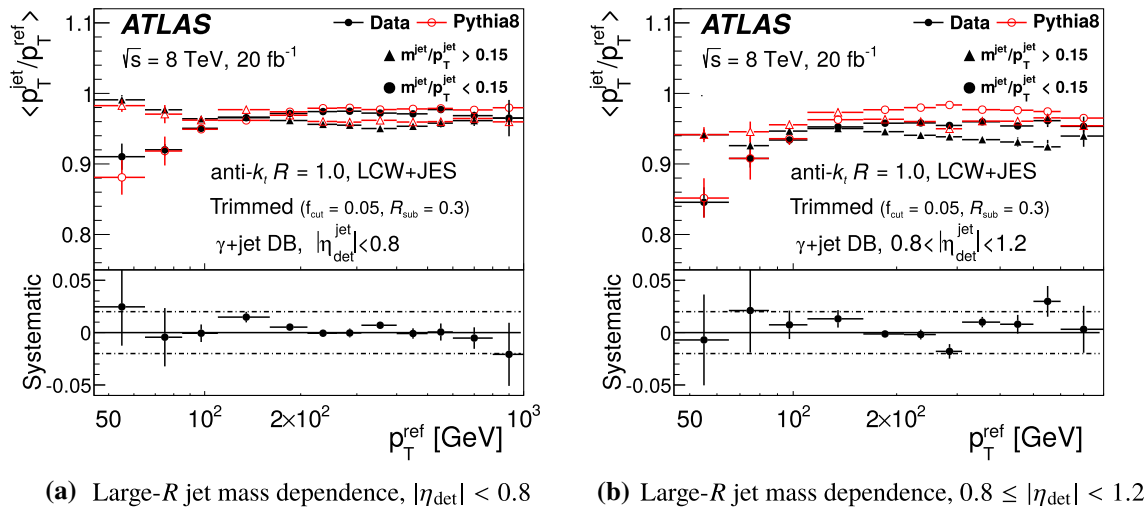 ATLAS
Data Pythia8
√s = 8 TeV, 20 fb⁻¹
m^jet/p_T^jet > 0.15
m^jet/p_T^jet < 0.15
<p_T^jet/p_T^ref>
1.1
1
0.9
0.8
anti-k_t R = 1.0, LCW+JES
Trimmed (f_cut = 0.05, R_sub = 0.3)
γ+jet DB, |η_det^jet|<0.8
Systematic
0.05
0
-0.05
50 10² 2×10² 10³
p_T^ref [GeV]
(a) Large-R jet mass dependence, |η_det| < 0.8
ATLAS
Data Pythia8
√s = 8 TeV, 20 fb⁻¹
m^jet/p_T^jet > 0.15
m^jet/p_T^jet < 0.15
<p_T^jet/p_T^ref>
1.1
1
0.9
0.8
anti-k_t R = 1.0, LCW+JES
Trimmed (f_cut = 0.05, R_sub = 0.3)
γ+jet DB, 0.8<|η_det^jet|<1.2
Systematic
0.05
0
-0.05
50 10² 2×10²
p_T^ref [GeV]
(b) Large-R jet mass dependence, 0.8 ≤ |η_det| < 1.2